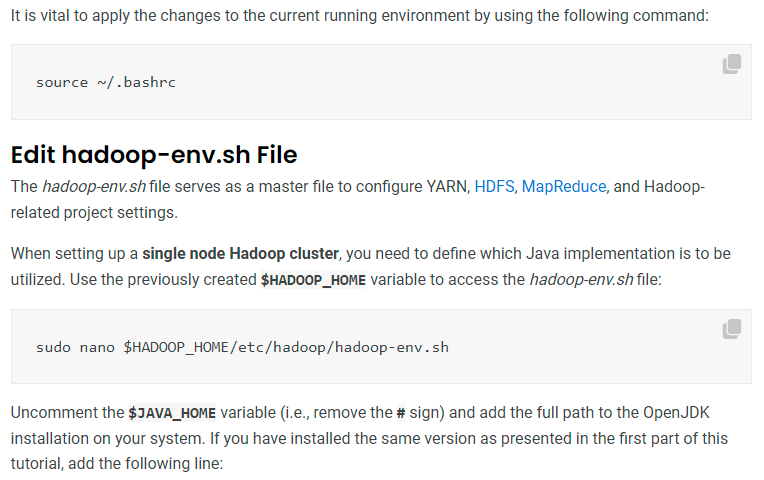 It is vital to apply the changes to the current running environment by using the following command:
source ~/.bashrc
Edit hadoop-env.sh File
The hadoop-env.sh file serves as a master file to configure YARN, HDFS, MapReduce, and Hadoop-
related project settings.
When setting up a single node Hadoop cluster, you need to define which Java implementation is to be
utilized. Use the previously created $HADOOP_HOME variable to access the hadoop-env.sh file:
sudo nano $HADOOP_HOME/etc/hadoop/hadoop-env.sh
Uncomment the $JAVA_HOME variable (i.e., remove the # sign) and add the full path to the OpenJDK
installation on your system. If you have installed the same version as presented in the first part of this
tutorial, add the following line: